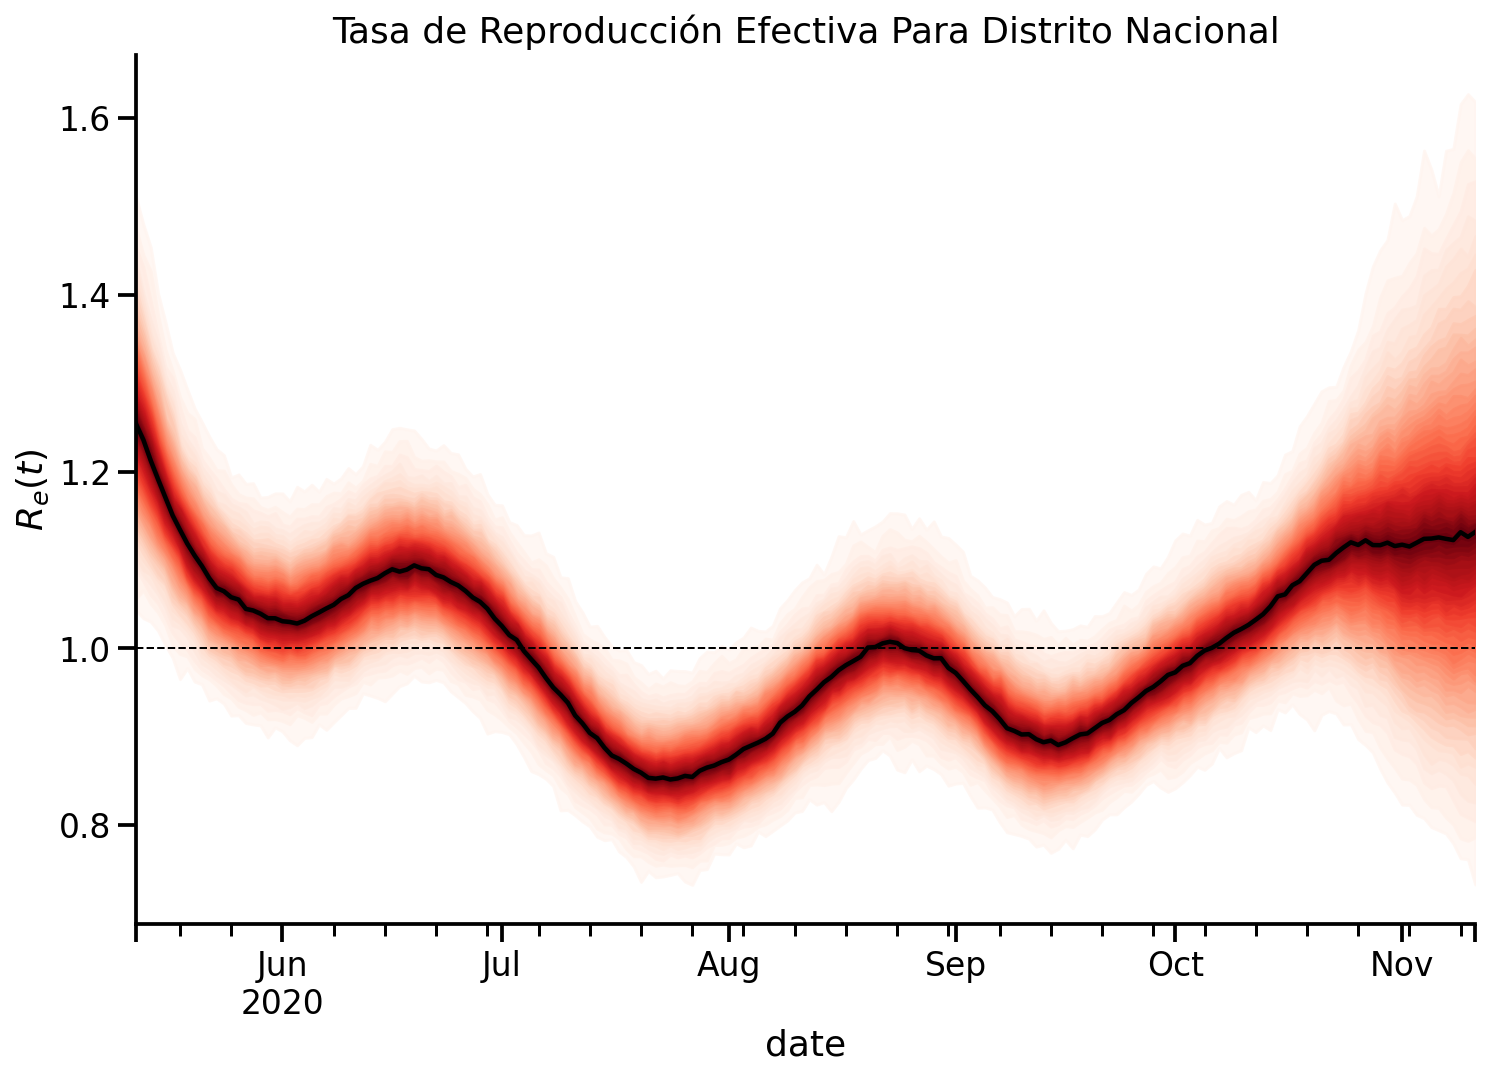 Tasa de Reproducción Efectiva Para Distrito Nacional
1.6
1.4
1.2
1.0
0.8
$R_e(t)$
Jun Jul Aug Sep Oct Nov
2020
date